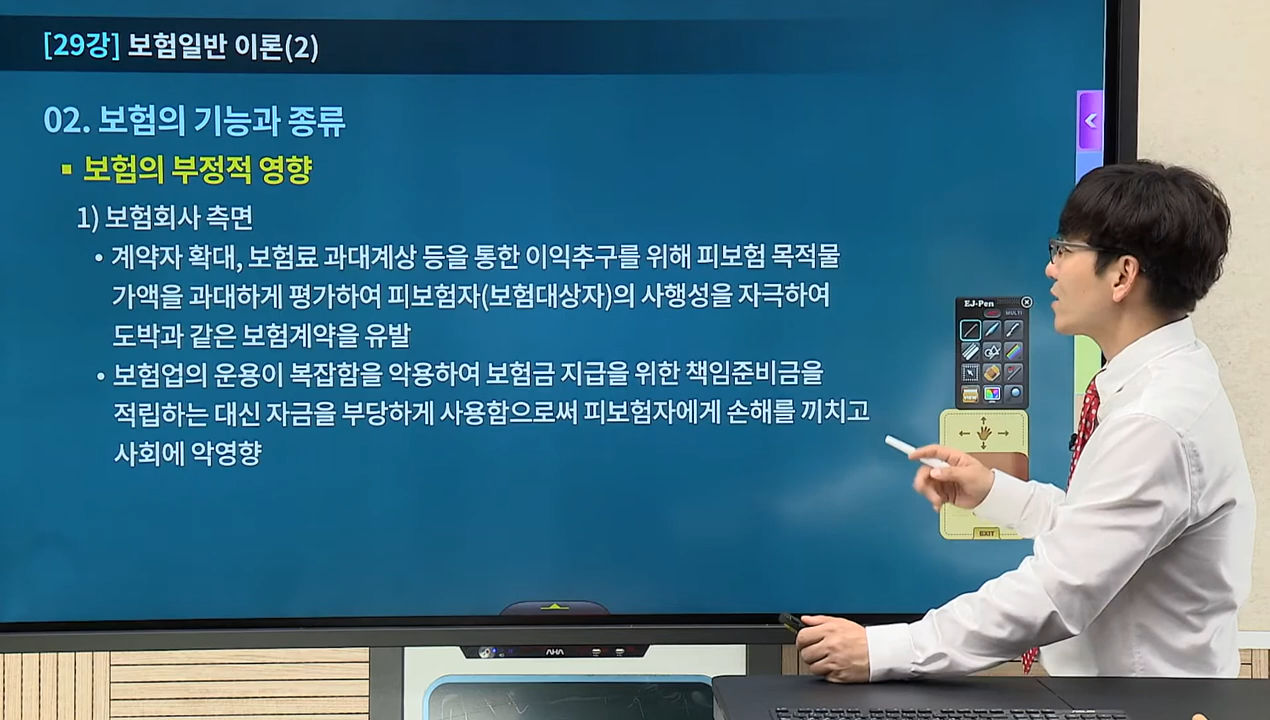 [29강] 보험일반 이론(2)
02. 보험의 기능과 종류
▪ 보험의 부정적 영향
1) 보험회사 측면
• 계약자 확대, 보험료 과대계상 등을 통한 이익추구를 위해 피보험 목적물
가액을 과대하게 평가하여 피보험자(보험대상자)의 사행성을 자극하여
도박과 같은 보험계약을 유발
• 보험업의 운용이 복잡함을 악용하여 보험금 지급을 위한 책임준비금을
적립하는 대신 자금을 부당하게 사용함으로써 피보험자에게 손해를 끼치고
사회에 악영향
EJ-Pen
MULTI
VIEW
EXIT
AHA